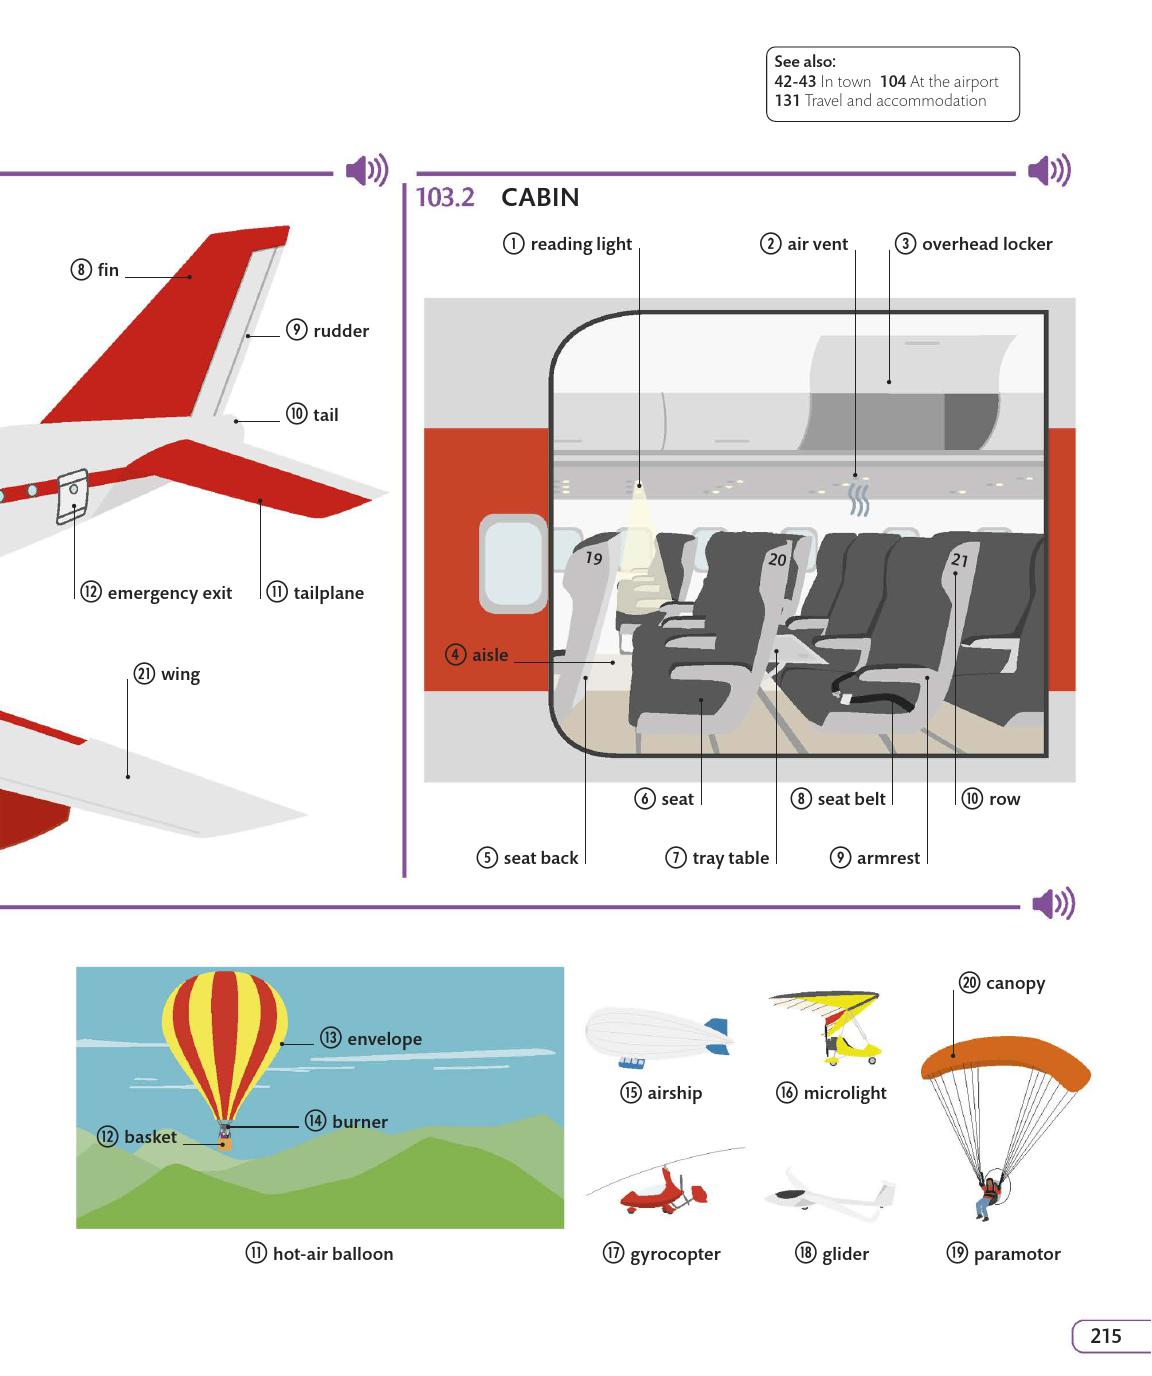 See also:
42-43 In town 104 At the airport
131 Travel and accommodation
8 fin
9 rudder
10 tail
12 emergency exit
11 tailplane
21 wing
103.2 CABIN
1 reading light
2 air vent
3 overhead locker
19
20
21
4 aisle
6 seat
8 seat belt
10 row
5 seat back
7 tray table
9 armrest
13 envelope
14 burner
12 basket
11 hot-air balloon
15 airship
16 microlight
20 canopy
17 gyrocopter
18 glider
19 paramotor
215